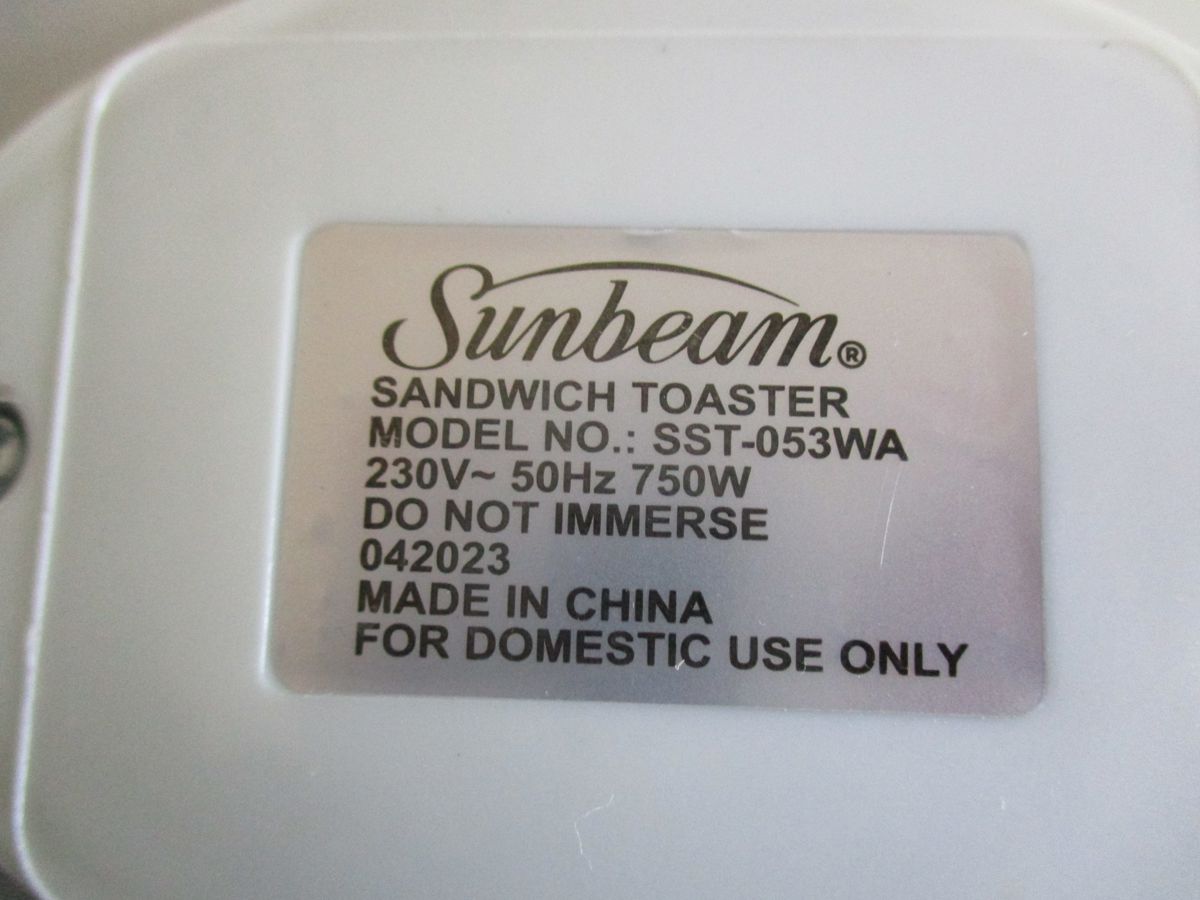 Sunbeam®
SANDWICH TOASTER
MODEL NO.: SST-053WA
230V~ 50Hz 750W
DO NOT IMMERSE
042023
MADE IN CHINA
FOR DOMESTIC USE ONLY